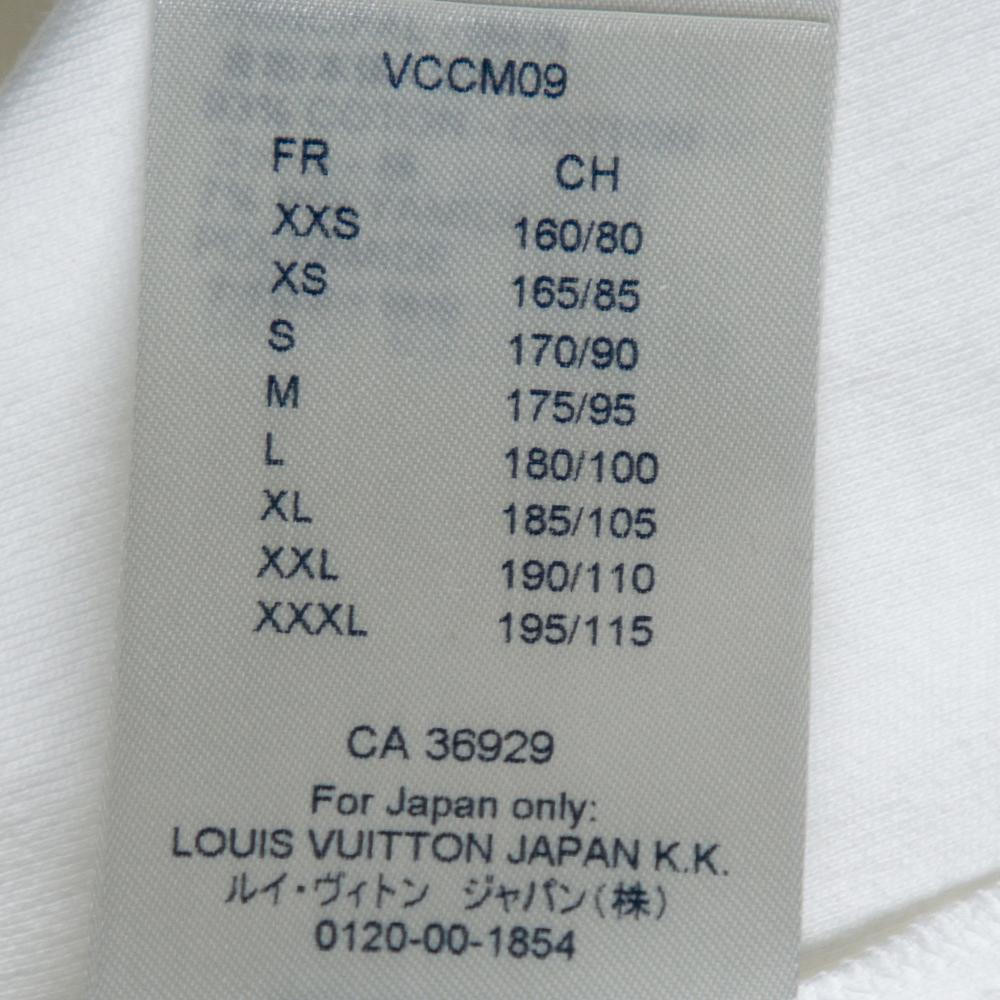 VCCM09
FR CH
XXS 160/80
XS 165/85
S 170/90
M 175/95
L 180/100
XL 185/105
XXL 190/110
XXXL 195/115
CA 36929
For Japan only:
LOUIS VUITTON JAPAN K.K.
ルイ・ヴィトン ジャパン(株)
0120-00-1854